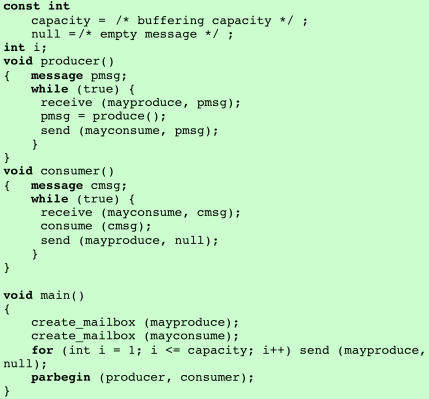 const int
capacity = /* buffering capacity */ ;
null =/* empty message */ ;
int i;
void producer()
{ message pmsg;
while (true) {
receive (mayproduce, pmsg);
pmsg = produce();
send (mayconsume, pmsg);
}
}
void consumer()
{ message cmsg;
while (true) {
receive (mayconsume, cmsg);
consume (cmsg);
send (mayproduce, null);
}
}
void main()
{
create_mailbox (mayproduce);
create_mailbox (mayconsume);
for (int i = 1; i <= capacity; i++) send (mayproduce,
null);
parbegin (producer, consumer);
}